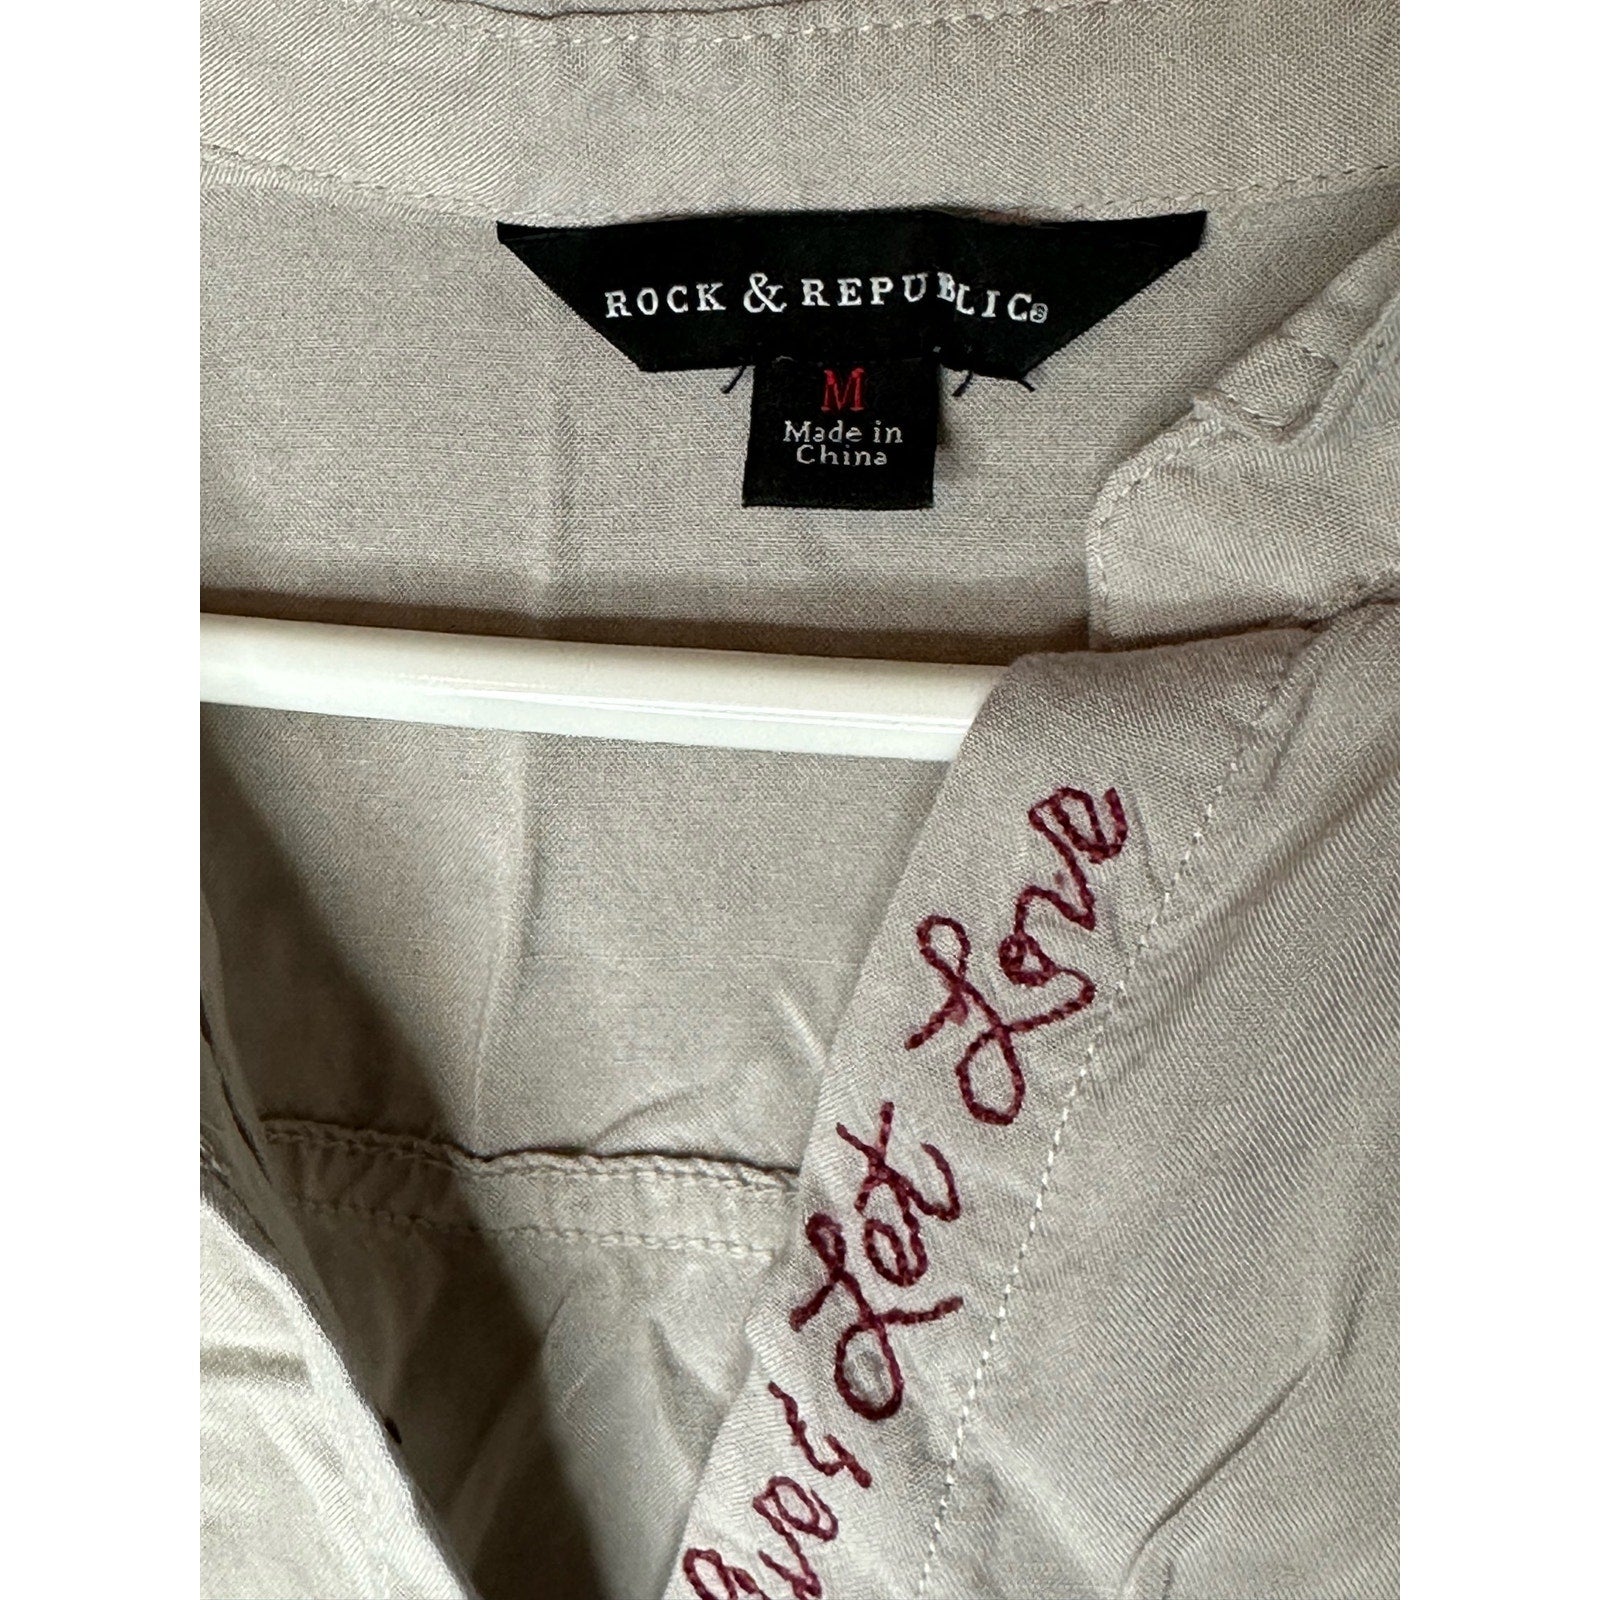 ROCK & REPUBLIC®
M
Made in
China
Love
Let